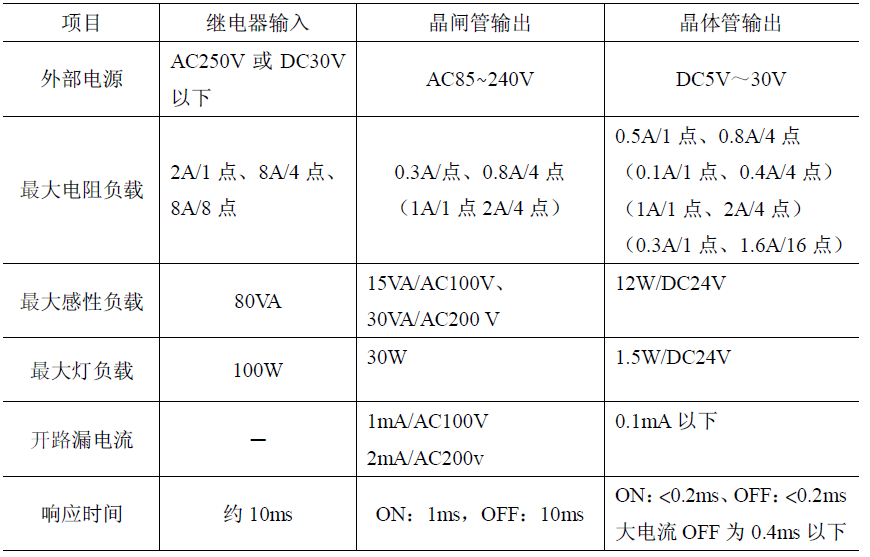 项目 继电器输入 晶闸管输出 晶体管输出
外部电源 AC250V 或 DC30V 以下 AC85~240V DC5V～30V
最大电阻负载
2A/1 点、8A/4 点、
8A/8 点
0.3A/点、0.8A/4 点
（1A/1 点 2A/4 点）
0.5A/1 点、0.8A/4 点
（0.1A/1 点、0.4A/4 点）
（1A/1 点、2A/4 点）
（0.3A/1 点、1.6A/16 点）
最大感性负载
80VA
15VA/AC100V、
30VA/AC200 V
12W/DC24V
最大灯负载 100W 30W 1.5W/DC24V
开路漏电流
—
1mA/AC100V
2mA/AC200v
0.1mA 以下
响应时间
约 10ms
ON：1ms，OFF：10ms
ON：<0.2ms、OFF：<0.2ms
大电流 OFF 为 0.4ms 以下